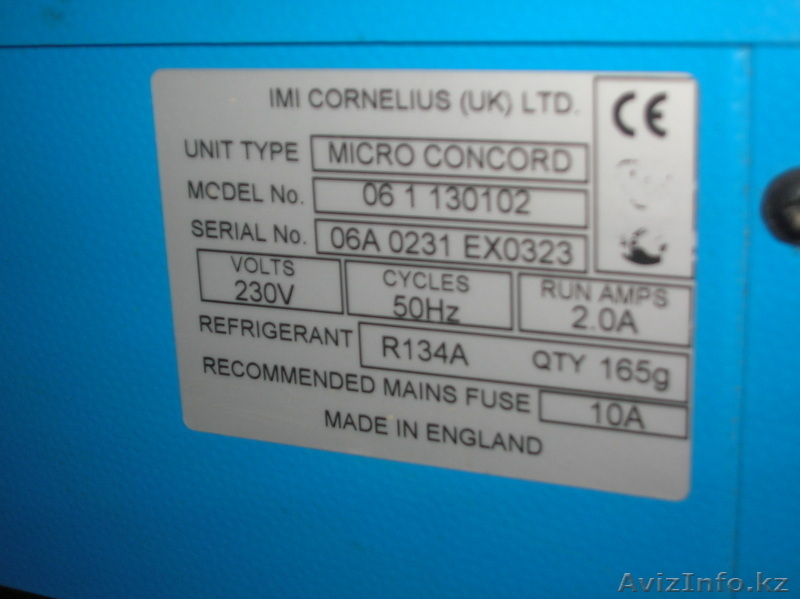 IMI CORNELIUS (UK) LTD.
CE
UNIT TYPE MICRO CONCORD
MODEL No. 06 1 130102
SERIAL No. 06A 0231 EX0323
VOLTS CYCLES RUN AMPS
230V 50Hz 2.0A
REFRIGERANT R134A QTY 165g
RECOMMENDED MAINS FUSE 10A
MADE IN ENGLAND
AvizInfo.kz